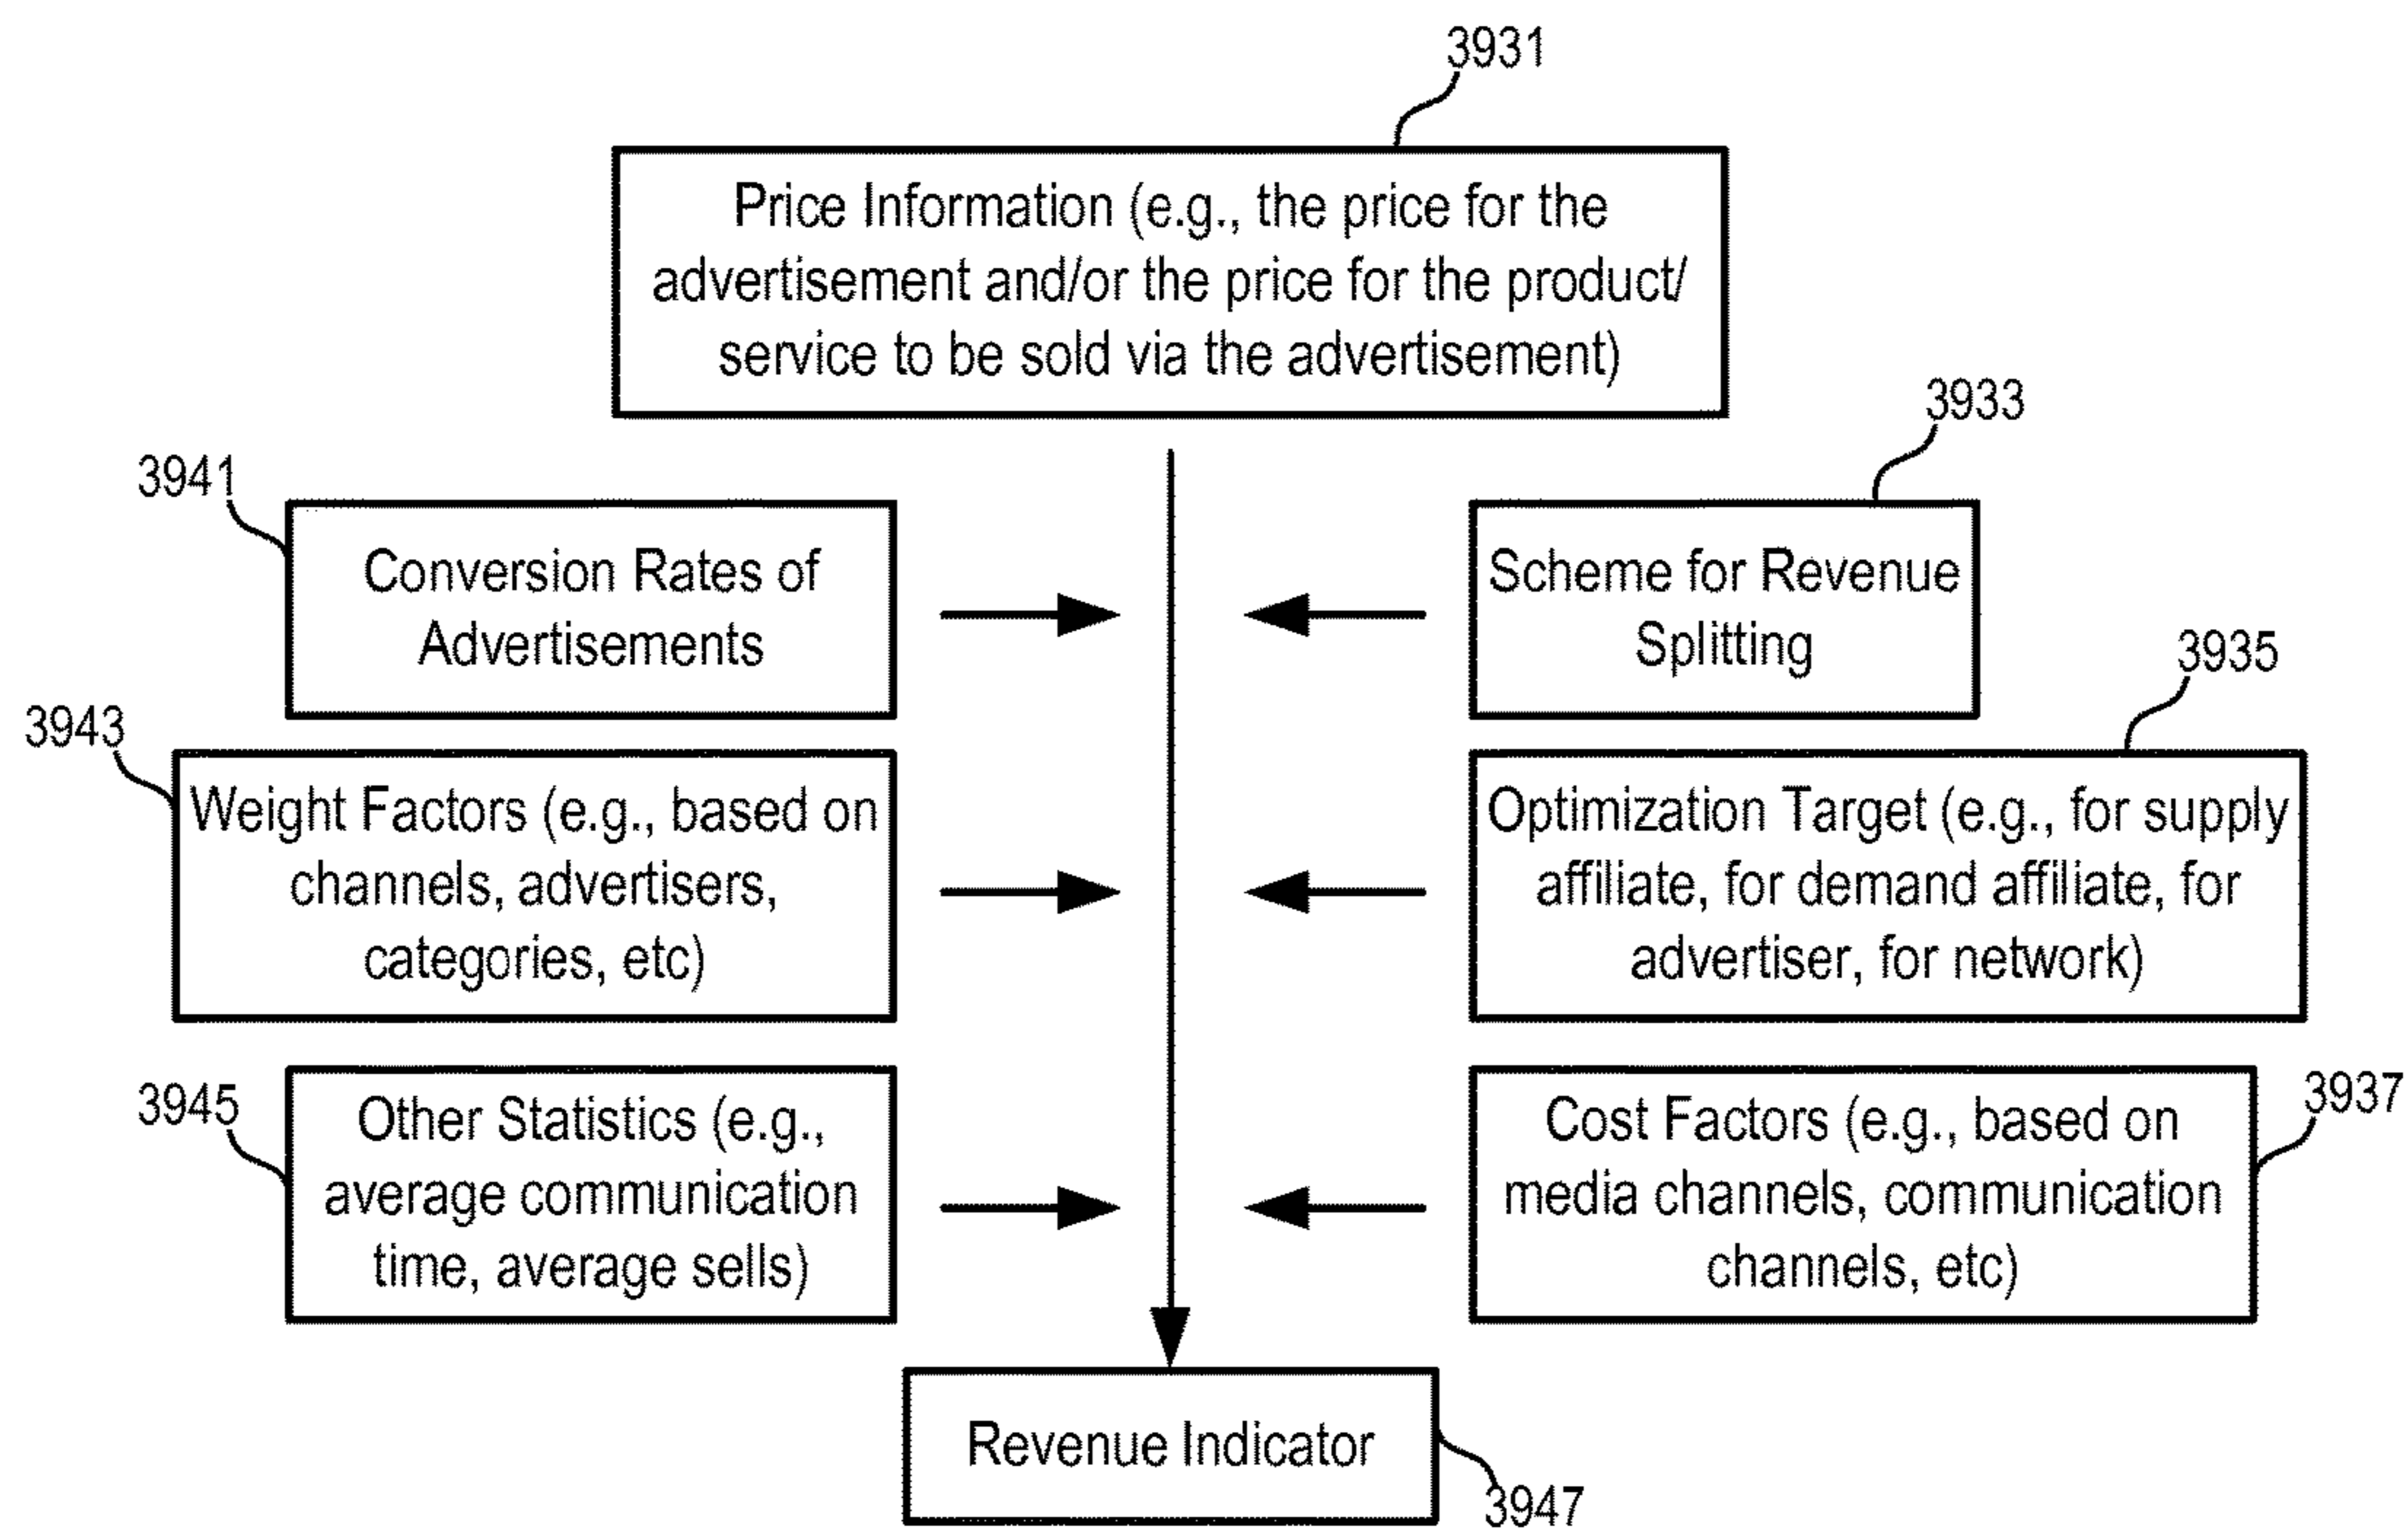 3931
Price Information (e.g., the price for the
advertisement and/or the price for the product/
service to be sold via the advertisement)
3933
3941
Conversion Rates of
Advertisements
Scheme for Revenue
Splitting
3935
3943
Weight Factors (e.g., based on
channels, advertisers,
categories, etc)
Optimization Target (e.g., for supply
affiliate, for demand affiliate, for
advertiser, for network)
3945
Other Statistics (e.g.,
average communication
time, average sells)
3937
Cost Factors (e.g., based on
media channels, communication
channels, etc)
Revenue Indicator
3947